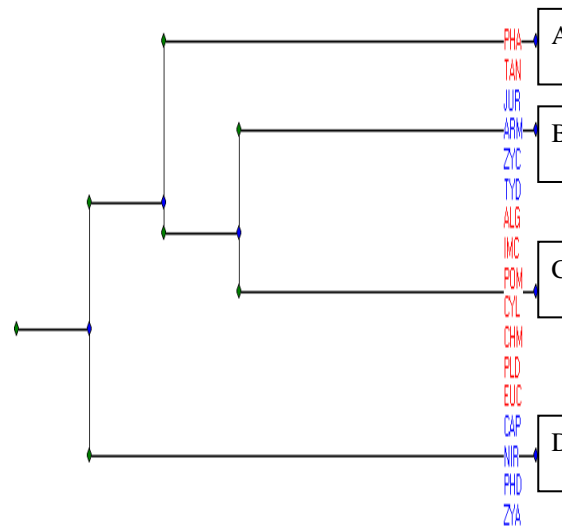 PHA
A
TAN
JUR
ARM
B
ZYC
TYD
ALG
IMC
C
POM
CYL
CHM
PLD
EUC
CAP
D
NIR
PHD
ZYA